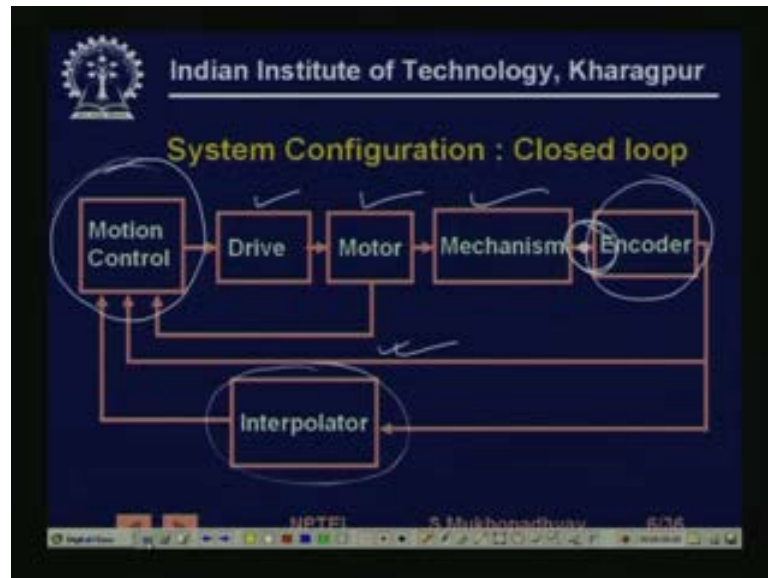 Indian Institute of Technology, Kharagpur
System Configuration : Closed loop
Motion
Control
Drive
Motor
Mechanism
Encoder
Interpolator
NPTEL
S.Mukhopadhyay
6/36